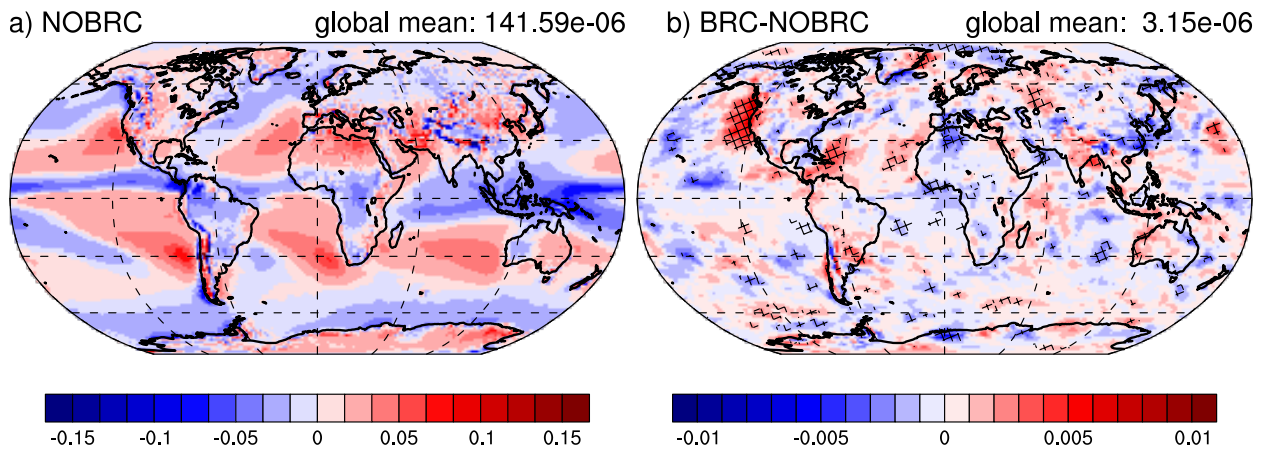 a) NOBRC global mean: 141.59e-06
b) BRC-NOBRC global mean: 3.15e-06
-0.15 -0.1 -0.05 0 0.05 0.1 0.15
-0.01 -0.005 0 0.005 0.01